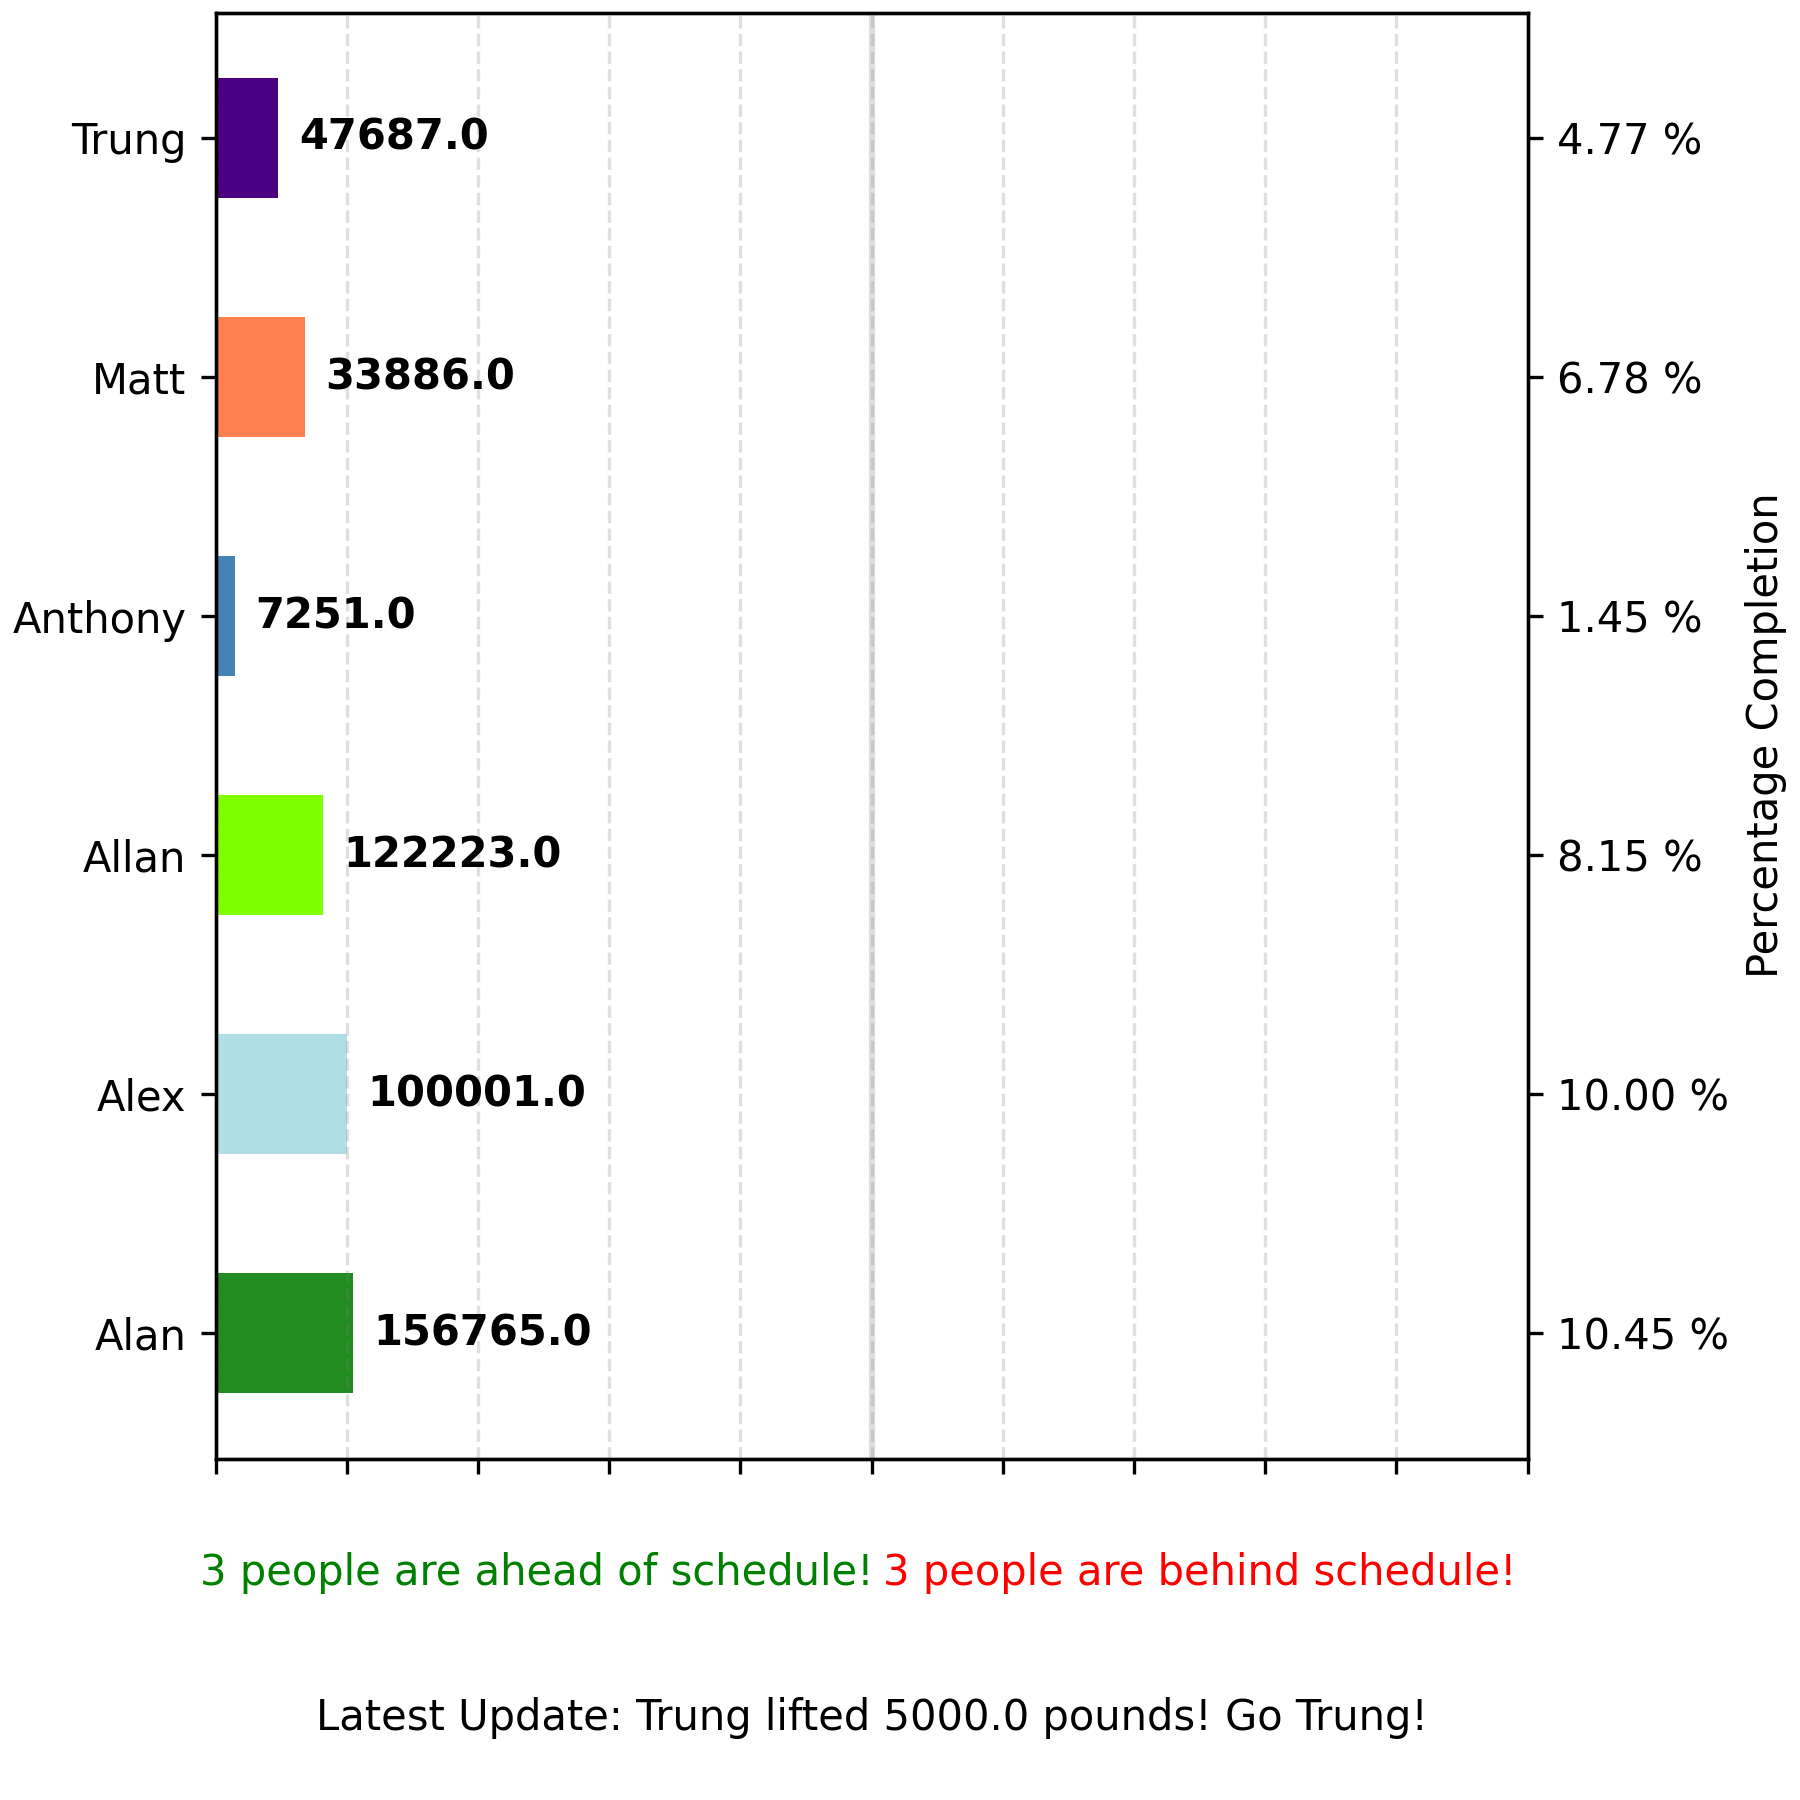 Trung 47687.0 4.77 %
Matt 33886.0 6.78 %
Anthony 7251.0 1.45 %
Allan 122223.0 8.15 %
Alex 100001.0 10.00 %
Alan 156765.0 10.45 %
Percentage Completion
3 people are ahead of schedule! 3 people are behind schedule!
Latest Update: Trung lifted 5000.0 pounds! Go Trung!